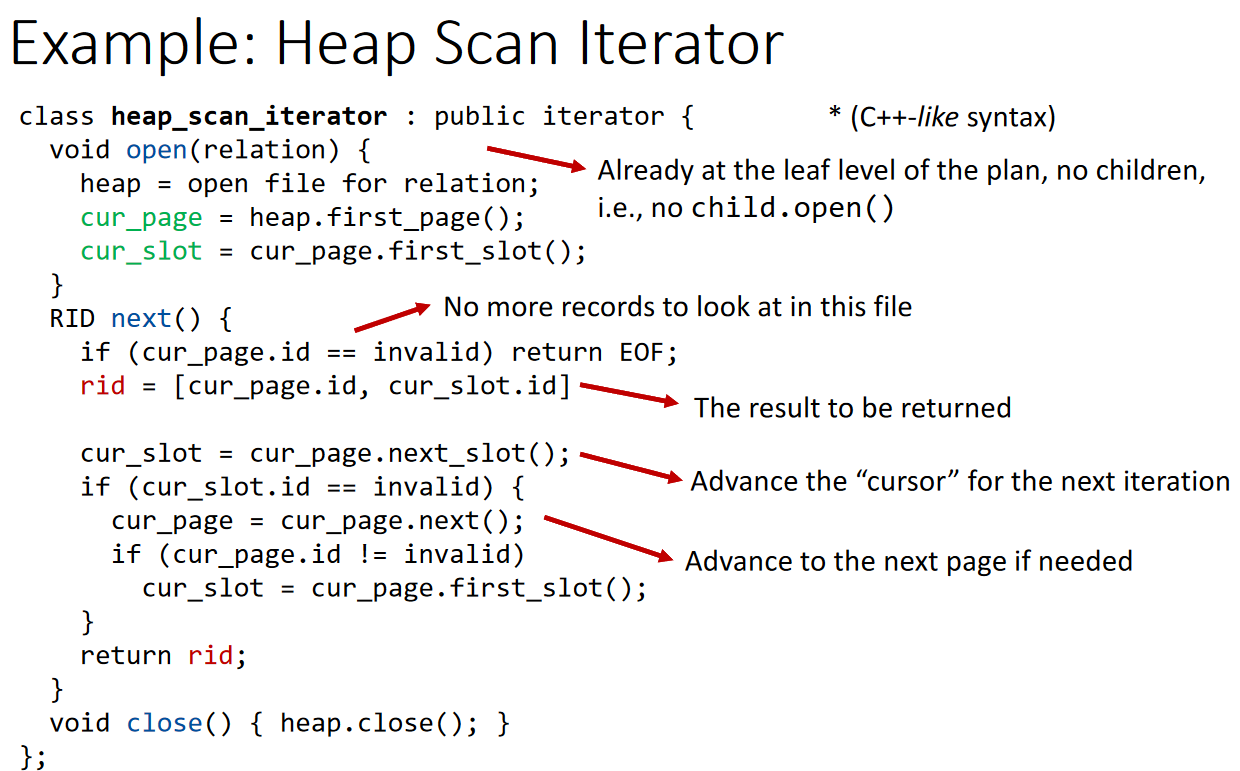 Example: Heap Scan Iterator
class heap_scan_iterator : public iterator {
* (C++-like syntax)
void open(relation) {
Already at the leaf level of the plan, no children,
i.e., no child.open()
heap = open file for relation;
cur_page = heap.first_page();
cur_slot = cur_page.first_slot();
}
No more records to look at in this file
RID next() {
if (cur_page.id == invalid) return EOF;
rid = [cur_page.id, cur_slot.id]
The result to be returned
cur_slot = cur_page.next_slot();
Advance the “cursor” for the next iteration
if (cur_slot.id == invalid) {
cur_page = cur_page.next();
Advance to the next page if needed
if (cur_page.id != invalid)
cur_slot = cur_page.first_slot();
}
return rid;
}
void close() { heap.close(); }
};